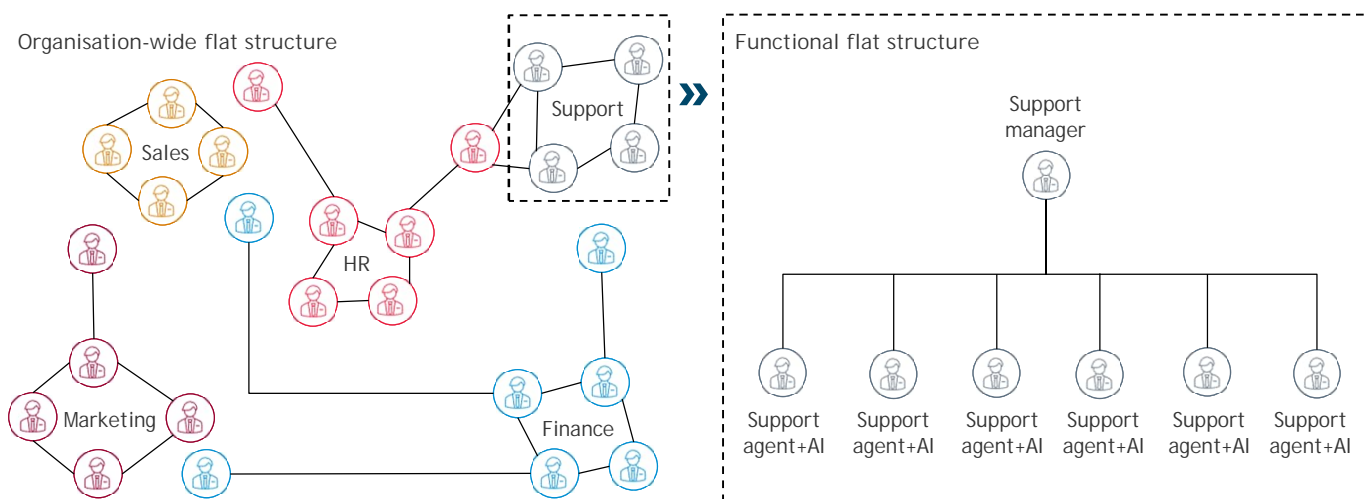 Organisation-wide flat structure
Sales
HR
Support
Marketing
Finance
Functional flat structure
Support
manager
Support
agent+AI
Support
agent+AI
Support
agent+AI
Support
agent+AI
Support
agent+AI
Support
agent+AI